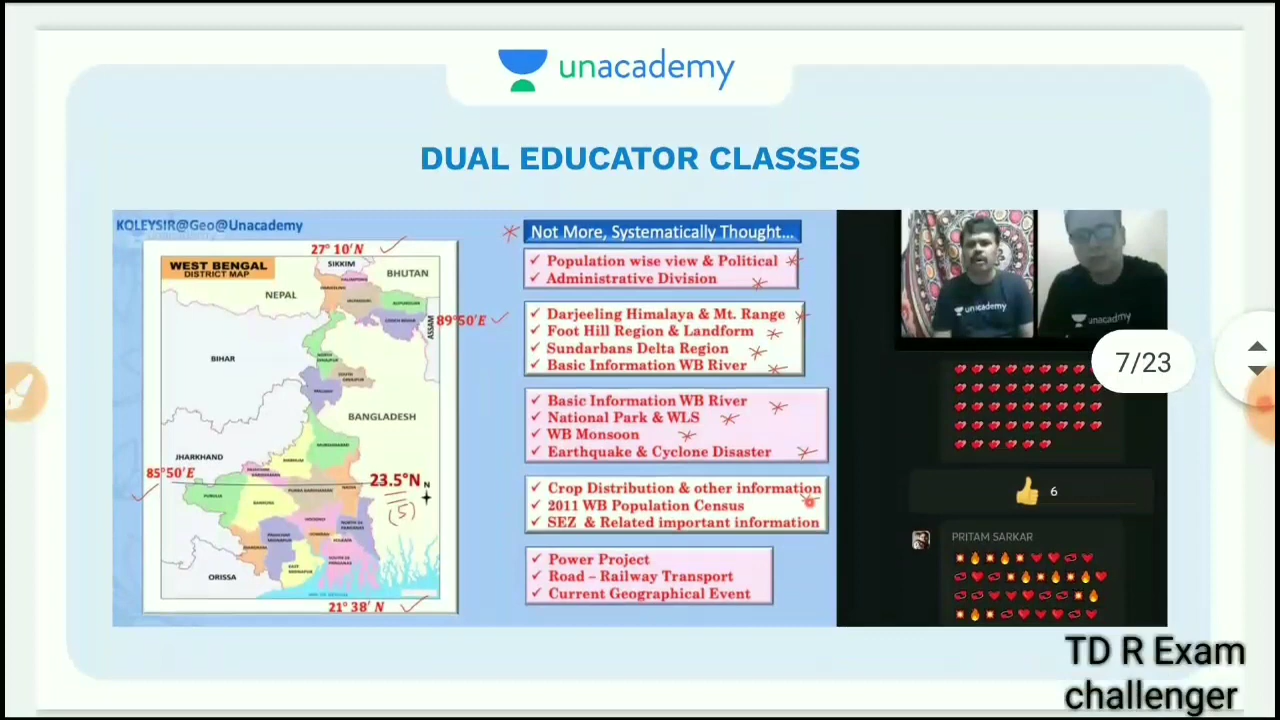 unacademy
DUAL EDUCATOR CLASSES
KOLEYSIR@Geo@Unacademy
27° 10'N
WEST BENGAL
DISTRICT MAP
SIKKIM
BHUTAN
NEPAL
89°50'E
ASSAM
BIHAR
BANGLADESH
JHARKHAND
85°50'E
23.5°N
N
(5)
ORISSA
21° 38' N
Not More, Systematically Thought...
✓ Population wise view & Political
✓ Administrative Division
✓ Darjeeling Himalaya & Mt. Range
✓ Foot Hill Region & Landform
✓ Sundarbans Delta Region
✓ Basic Information WB River
✓ Basic Information WB River
✓ National Park & WLS
✓ WB Monsoon
✓ Earthquake & Cyclone Disaster
✓ Crop Distribution & other information
✓ 2011 WB Population Census
✓ SEZ & Related important information
✓ Power Project
✓ Road – Railway Transport
✓ Current Geographical Event
unacademy
unacademy
7/23
6
PRITAM SARKAR
TD R Exam
challenger